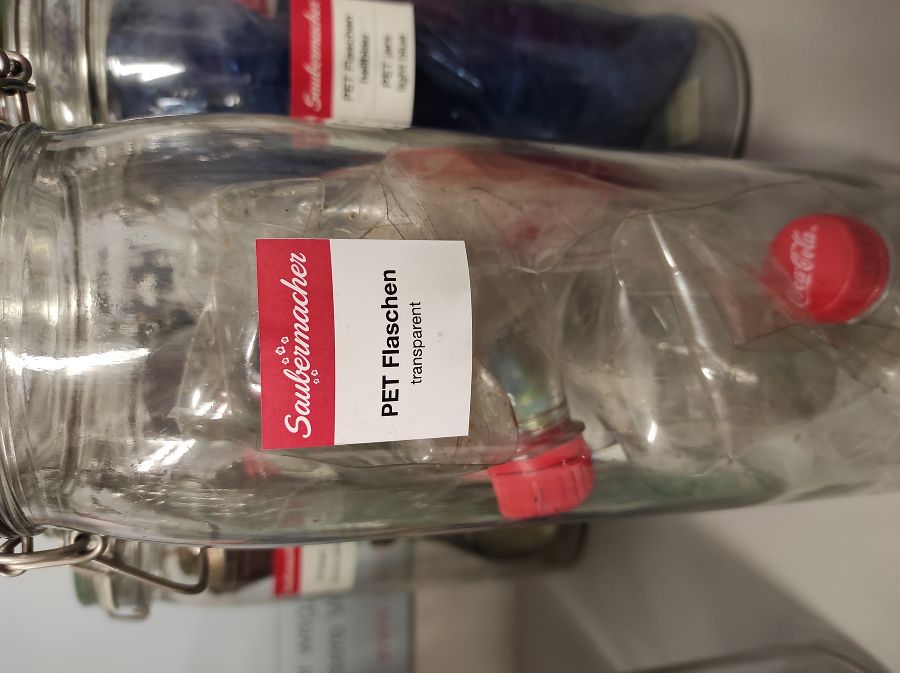 Saubermacher
PET Flaschen
transparent
Coca-Cola
Saubermacher
PET Flaschen
hellblau
PET jars
light blue